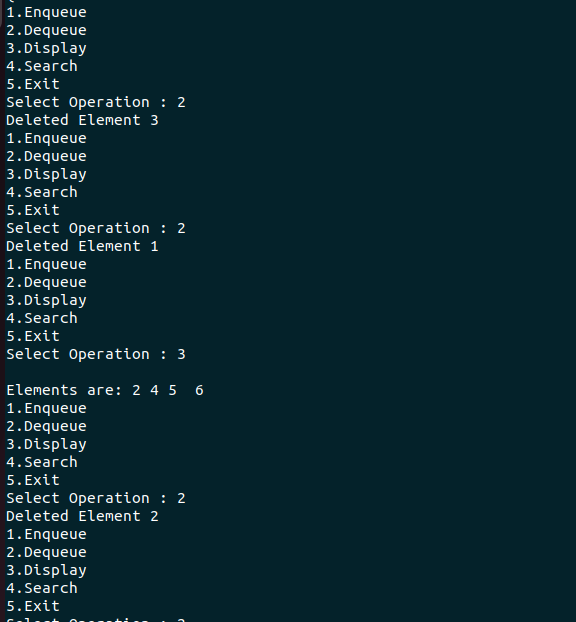 1.Enqueue
2.Dequeue
3.Display
4.Search
5.Exit
Select Operation : 2
Deleted Element 3
1.Enqueue
2.Dequeue
3.Display
4.Search
5.Exit
Select Operation : 2
Deleted Element 1
1.Enqueue
2.Dequeue
3.Display
4.Search
5.Exit
Select Operation : 3
Elements are: 2 4 5  6
1.Enqueue
2.Dequeue
3.Display
4.Search
5.Exit
Select Operation : 2
Deleted Element 2
1.Enqueue
2.Dequeue
3.Display
4.Search
5.Exit
Select Operation :